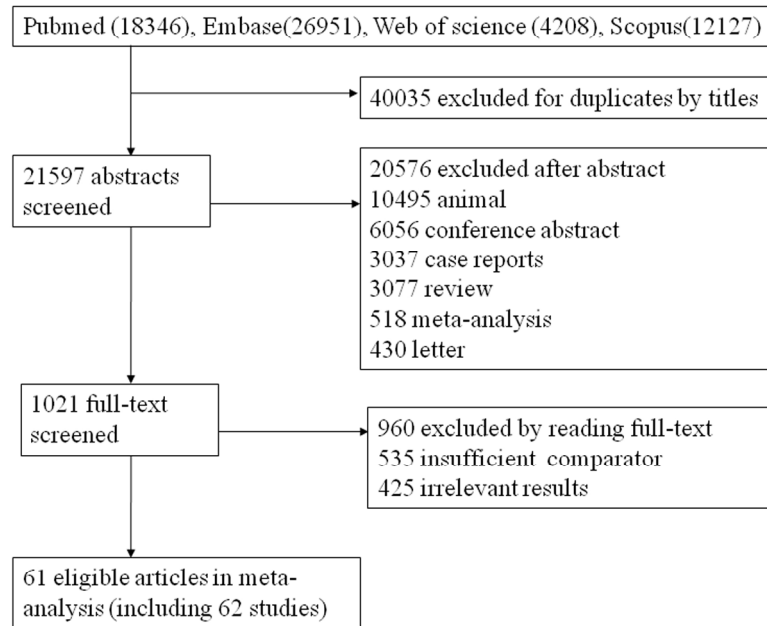 Pubmed (18346), Embase(26951), Web of science (4208), Scopus(12127)
40035 excluded for duplicates by titles
21597 abstracts
screened
20576 excluded after abstract
10495 animal
6056 conference abstract
3037 case reports
3077 review
518 meta-analysis
430 letter
1021 full-text
screened
960 excluded by reading full-text
535 insufficient comparator
425 irrelevant results
61 eligible articles in meta-
analysis (including 62 studies)